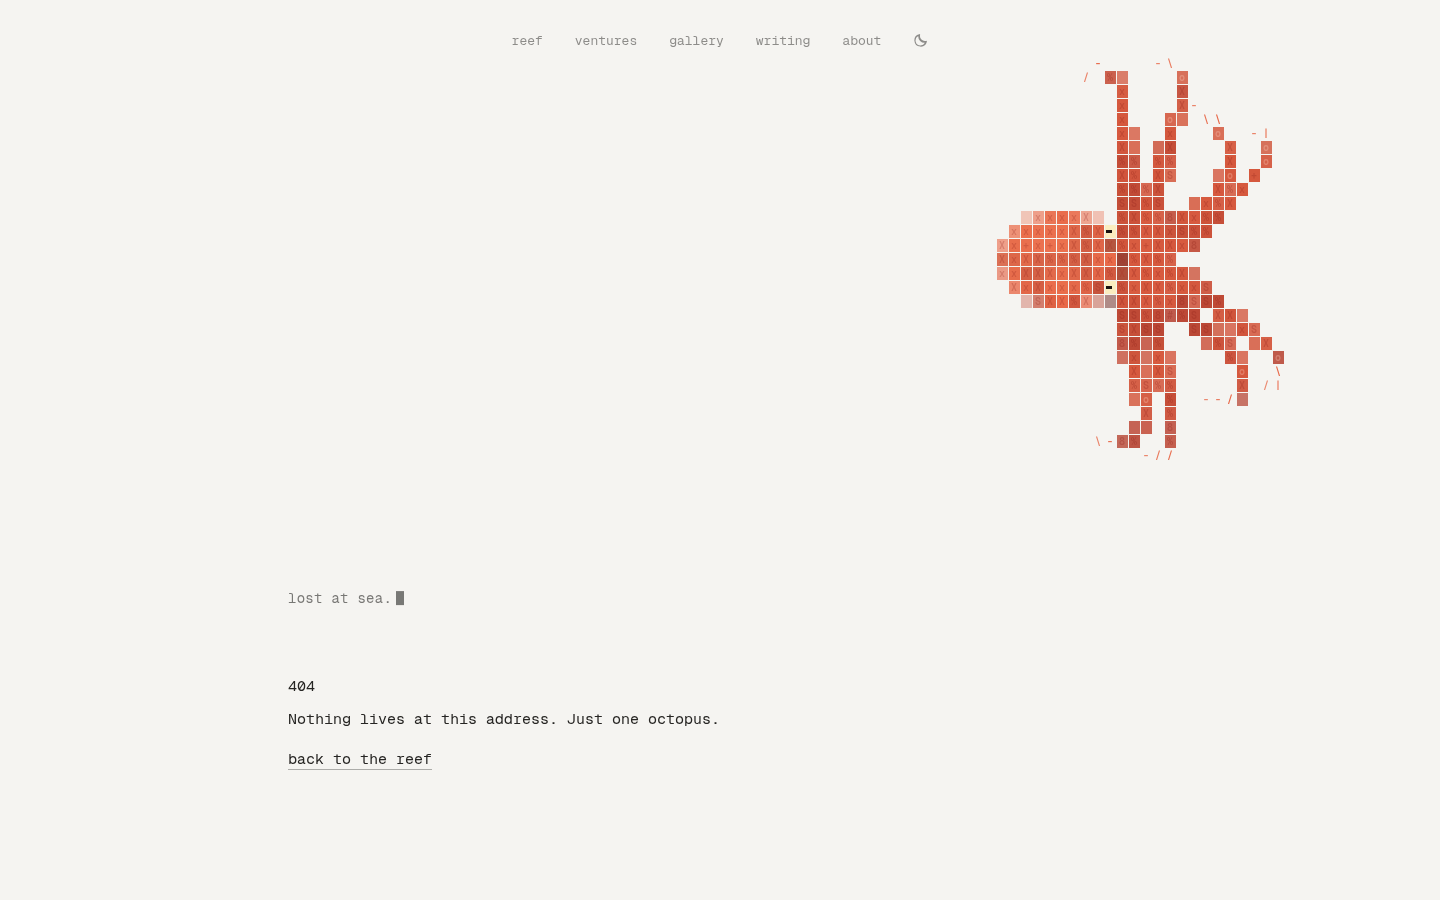 reef ventures gallery writing about
lost at sea.
404
Nothing lives at this address. Just one octopus.
back to the reef